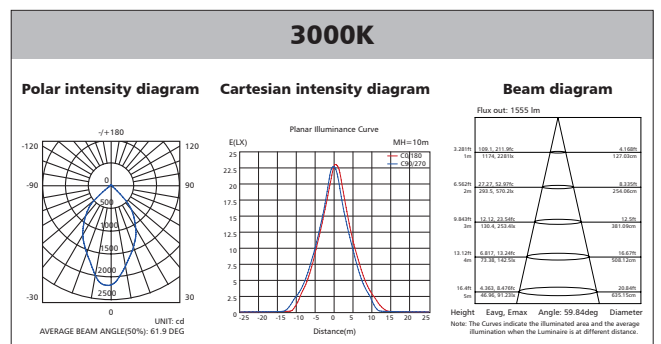 3000K
Polar intensity diagram
Cartesian intensity diagram
Beam diagram
-/+180
-120
120
-90
90
-30
30
0
0
500
1000
1500
2000
2500
UNIT: cd
AVERAGE BEAM ANGLE(50%): 61.9 DEG
Planar Illuminance Curve
E(LX)
MH=10m
C0/180
C90/270
25
22.5
20
17.5
15
12.5
10
7.5
5
2.5
0
-25 -20 -15 -10 -5 0 5 10 15 20 25
Distance(m)
Flux out: 1555 lm
3.281ft 109.1, 211.9fc 4.168ft
1m 1174, 2281lx 127.03cm
6.562ft 27.27, 52.97fc 8.335ft
2m 293.5, 570.2lx 254.06cm
9.843ft 12.12, 23.54fc 12.5ft
3m 130.4, 253.4lx 381.09cm
13.12ft 6.817, 13.24fc 16.67ft
4m 73.38, 142.5lx 508.12cm
16.4ft 4.363, 8.476fc 20.84ft
5m 46.96, 91.23lx 635.15cm
Height Eavg, Emax Angle: 59.84deg Diameter
Note: The Curves indicate the illuminated area and the average
illumination when the Luminaire is at different distance.